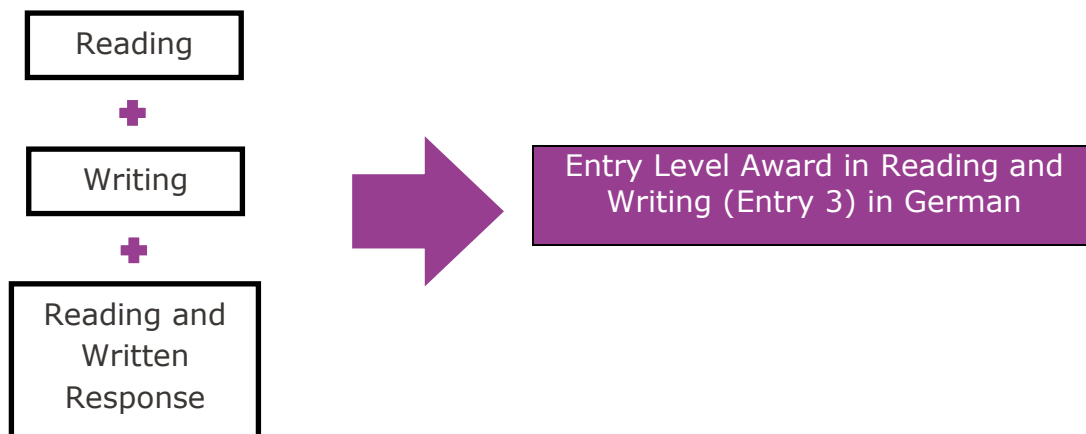 Reading
Writing
Reading and
Written
Response
Entry Level Award in Reading and
Writing (Entry 3) in German